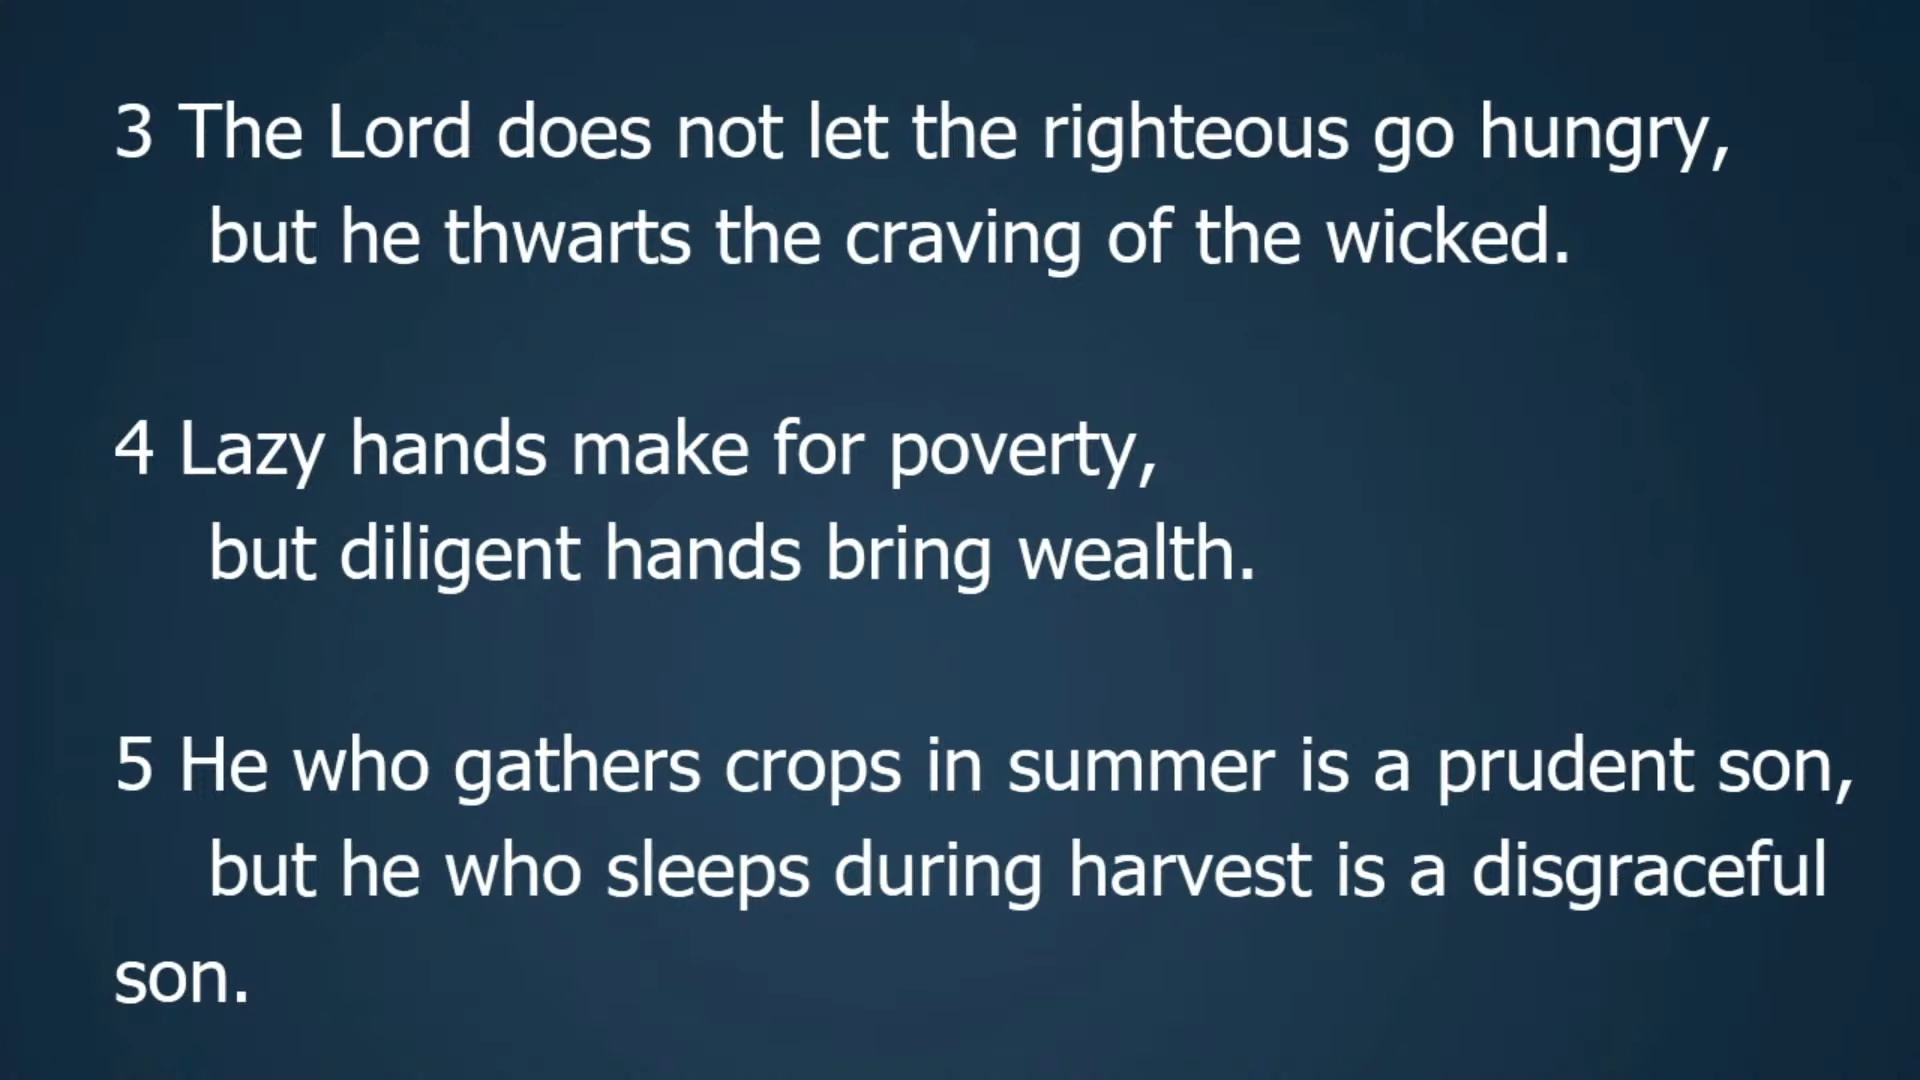 3 The Lord does not let the righteous go hungry,
but he thwarts the craving of the wicked.
4 Lazy hands make for poverty,
but diligent hands bring wealth.
5 He who gathers crops in summer is a prudent son,
but he who sleeps during harvest is a disgraceful
son.